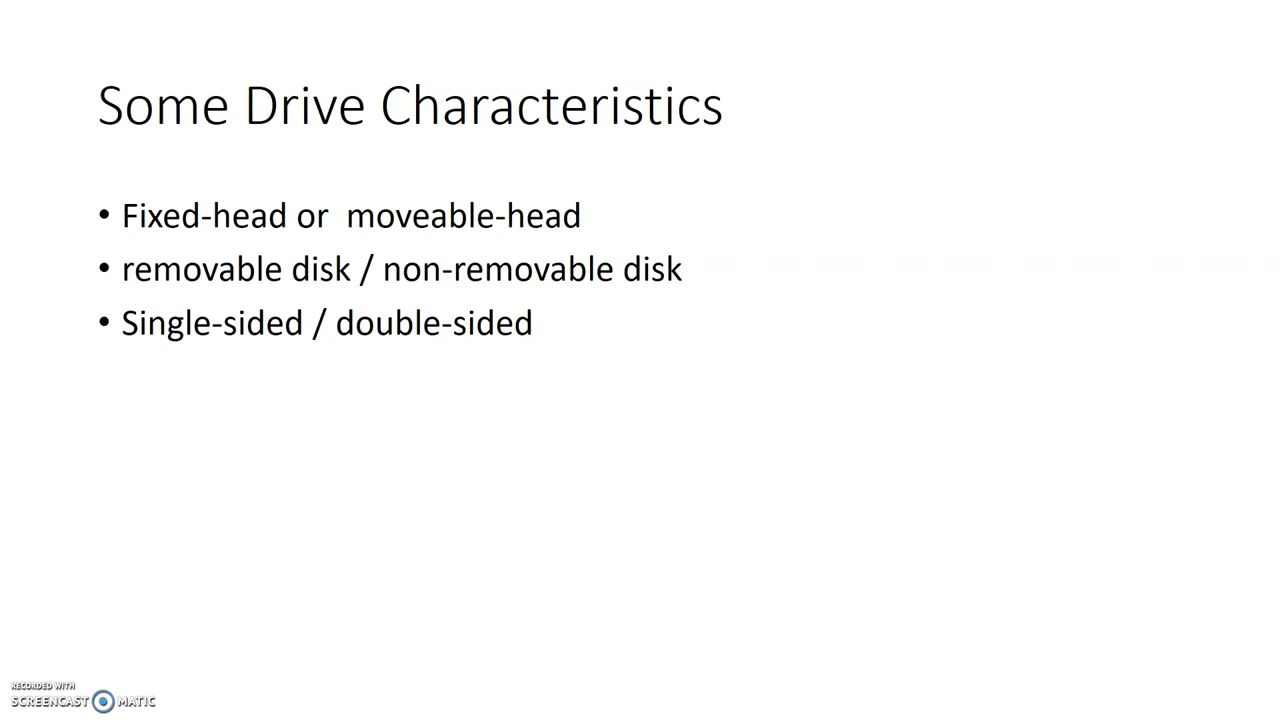 Some Drive Characteristics
• Fixed-head or  moveable-head
• removable disk / non-removable disk
• Single-sided / double-sided
RECORDED WITH
SCREENCAST MATIC